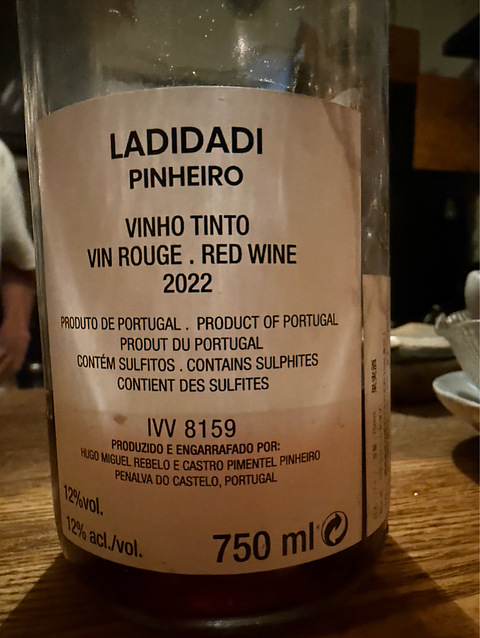 LADIDADI
PINHEIRO
VINHO TINTO
VIN ROUGE . RED WINE
2022
PRODUTO DE PORTUGAL . PRODUCT OF PORTUGAL
PRODUT DU PORTUGAL
CONTÉM SULFITOS . CONTAINS SULPHITES
CONTIENT DES SULFITES
IVV 8159
PRODUZIDO E ENGARRAFADO POR:
HUGO MIGUEL REBELO E CASTRO PIMENTEL PINHEIRO
PENALVA DO CASTELO, PORTUGAL
12%vol.
12% acl./vol.
750 ml